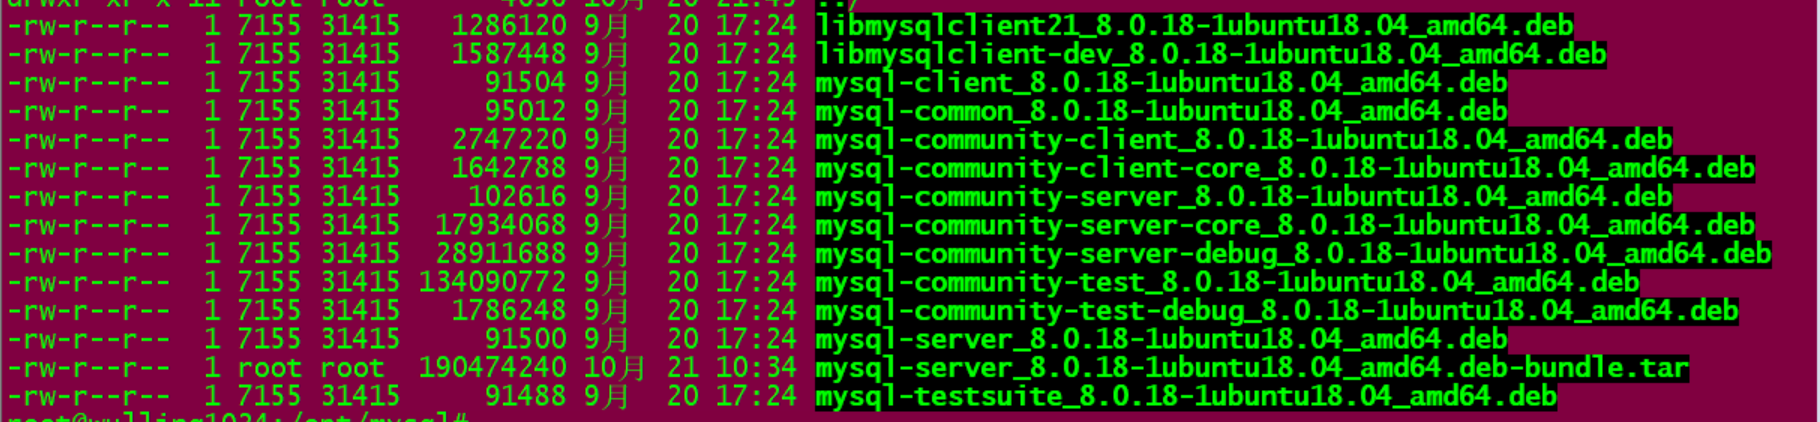 -rw-r--r-- 1 7155 31415 1286120 9月 20 17:24 libmysqlclient21_8.0.18-1ubuntu18.04_amd64.deb
-rw-r--r-- 1 7155 31415 1587448 9月 20 17:24 libmysqlclient-dev_8.0.18-1ubuntu18.04_amd64.deb
-rw-r--r-- 1 7155 31415 91504 9月 20 17:24 mysql-client_8.0.18-1ubuntu18.04_amd64.deb
-rw-r--r-- 1 7155 31415 95012 9月 20 17:24 mysql-common_8.0.18-1ubuntu18.04_amd64.deb
-rw-r--r-- 1 7155 31415 2747220 9月 20 17:24 mysql-community-client_8.0.18-1ubuntu18.04_amd64.deb
-rw-r--r-- 1 7155 31415 1642788 9月 20 17:24 mysql-community-client-core_8.0.18-1ubuntu18.04_amd64.deb
-rw-r--r-- 1 7155 31415 102616 9月 20 17:24 mysql-community-server_8.0.18-1ubuntu18.04_amd64.deb
-rw-r--r-- 1 7155 31415 17934068 9月 20 17:24 mysql-community-server-core_8.0.18-1ubuntu18.04_amd64.deb
-rw-r--r-- 1 7155 31415 28911688 9月 20 17:24 mysql-community-server-debug_8.0.18-1ubuntu18.04_amd64.deb
-rw-r--r-- 1 7155 31415 134090772 9月 20 17:24 mysql-community-test_8.0.18-1ubuntu18.04_amd64.deb
-rw-r--r-- 1 7155 31415 1786248 9月 20 17:24 mysql-community-test-debug_8.0.18-1ubuntu18.04_amd64.deb
-rw-r--r-- 1 7155 31415 91500 9月 20 17:24 mysql-server_8.0.18-1ubuntu18.04_amd64.deb
-rw-r--r-- 1 root root 190474240 10月 21 10:34 mysql-server_8.0.18-1ubuntu18.04_amd64.deb-bundle.tar
-rw-r--r-- 1 7155 31415 91488 9月 20 17:24 mysql-testsuite_8.0.18-1ubuntu18.04_amd64.deb